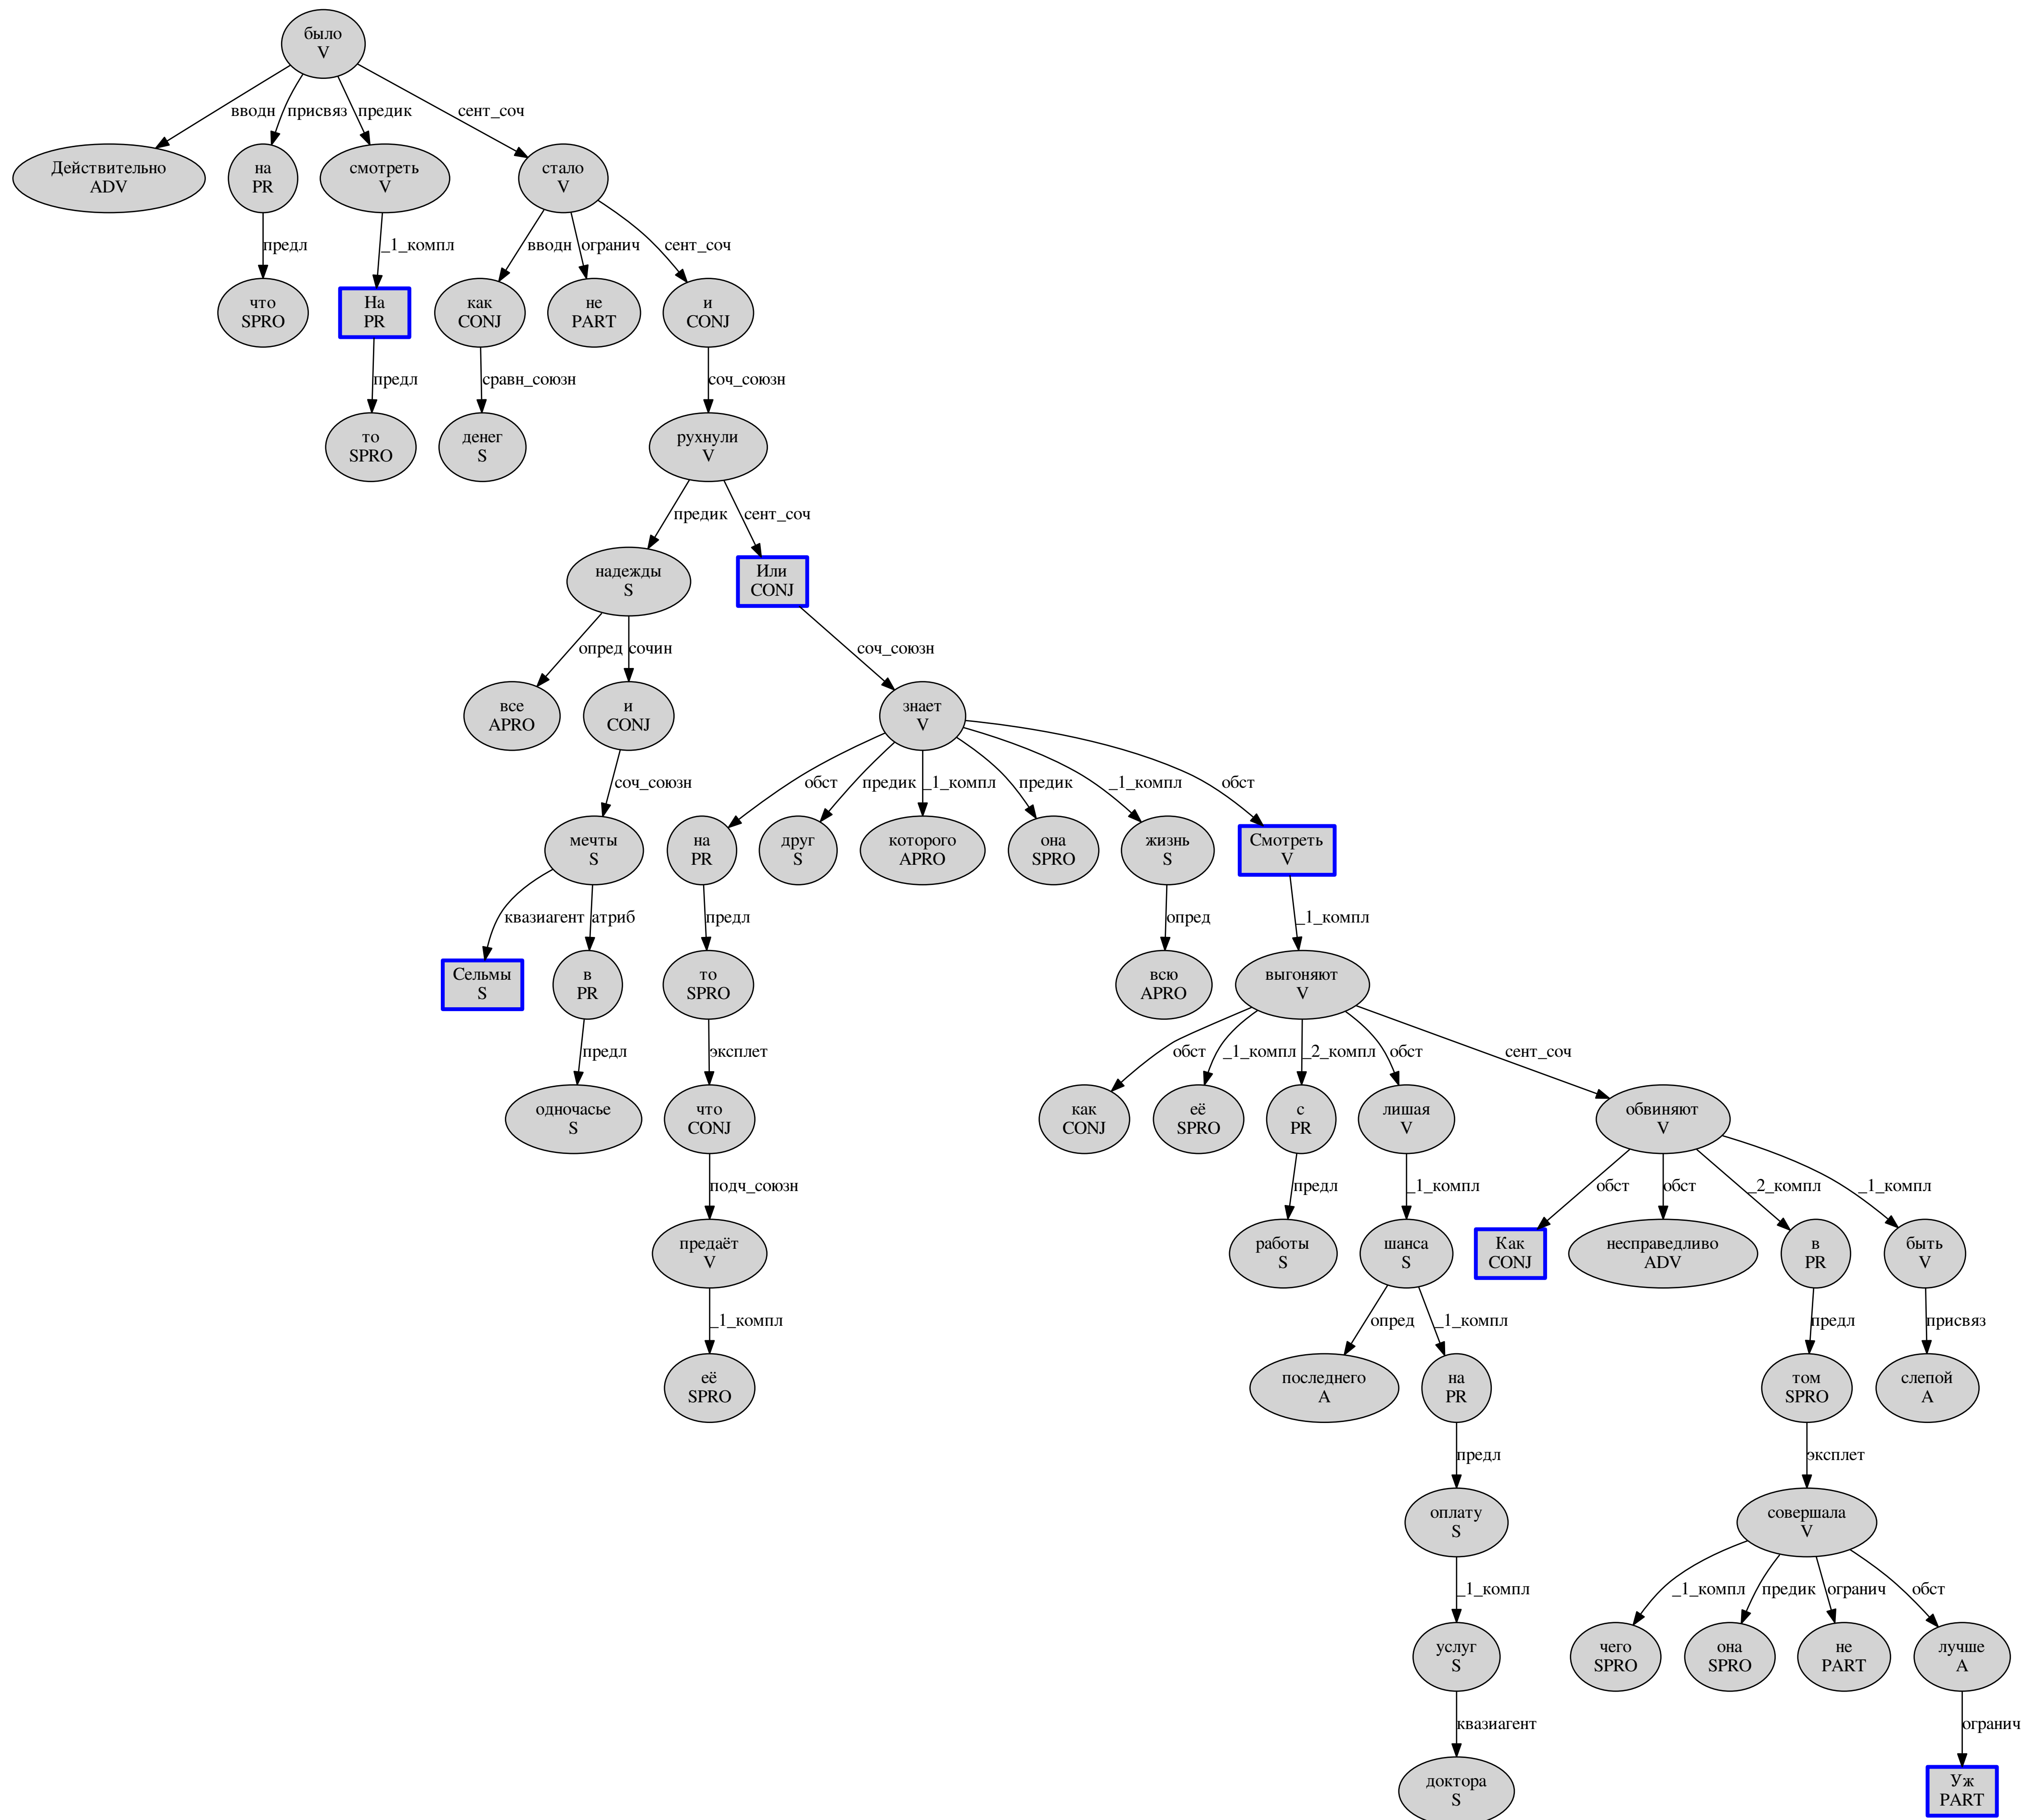 было
V
вводн
присвяз
предик
сент_соч
Действительно
ADV
на
PR
смотреть
V
стало
V
предл
_1_компл
вводн
огранич
сент_соч
что
SPRO
На
PR
как
CONJ
не
PART
и
CONJ
предл
сравн_союзн
соч_союзн
то
SPRO
денег
S
рухнули
V
предик
сент_соч
надежды
S
Или
CONJ
опред
сочин
соч_союзн
все
APRO
и
CONJ
знает
V
соч_союзн
обст
предик
_1_компл
предик
_1_компл
обст
мечты
S
на
PR
друг
S
которого
APRO
она
SPRO
жизнь
S
Смотреть
V
квазиагент
атриб
предл
опред
_1_компл
Сельмы
S
в
PR
то
SPRO
всю
APRO
выгоняют
V
предл
эксплет
обст
_1_компл
_2_компл
обст
сент_соч
одночасье
S
что
CONJ
как
CONJ
её
SPRO
с
PR
лишая
V
обвиняют
V
подч_союзн
предл
_1_компл
обст
обст
_2_компл
_1_компл
предаёт
V
работы
S
шанса
S
Как
CONJ
несправедливо
ADV
в
PR
быть
V
_1_компл
опред
_1_компл
предл
присвяз
её
SPRO
последнего
A
на
PR
том
SPRO
слепой
A
предл
эксплет
оплату
S
совершала
V
_1_компл
_1_компл
предик
огранич
обст
услуг
S
чего
SPRO
она
SPRO
не
PART
лучше
A
квазиагент
огранич
доктора
S
Уж
PART